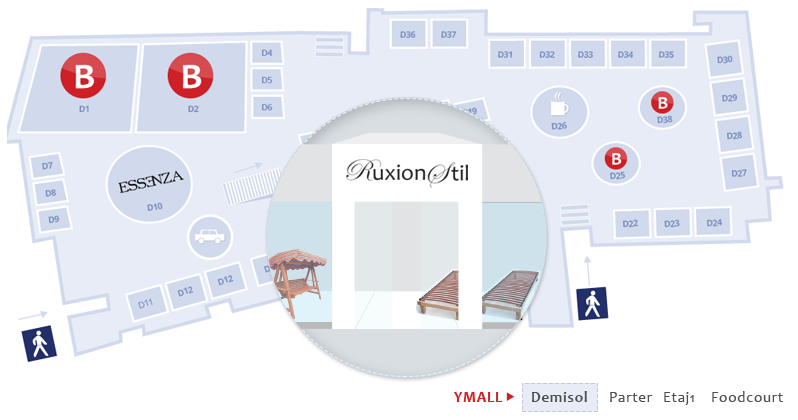 D36 D37
D31 D32 D33 D34 D35
D4
D5
D6
D30
D29
D28
D27
B
D1
B
D2
B
D38
D26
B
D25
D7
D8
D9
ESSENZA
D10
RuxionStil
D22 D23 D24
D11 D12 D12
YMALL Demisol Parter Etaj1 Foodcourt